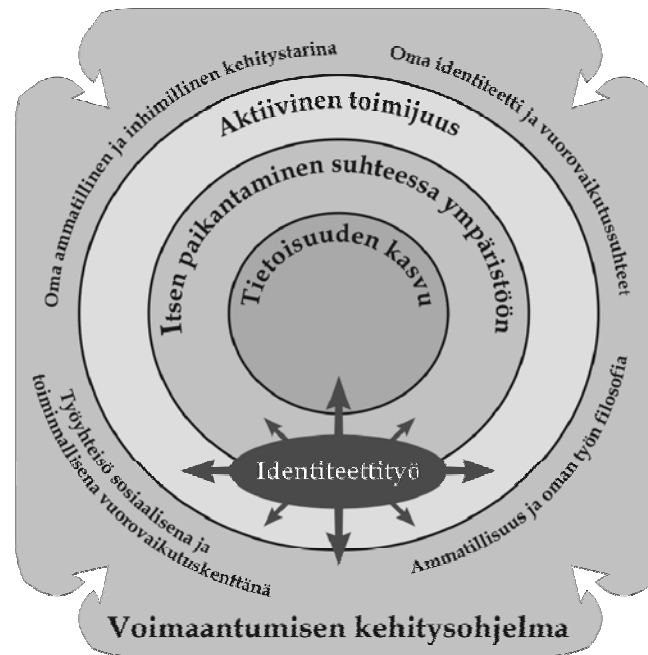 Oma ammatillinen ja inhimillinen kehitystarina
Oma identiteetti ja vuorovaikutussuhteet
Aktiivinen toimijuus
Itsen paikantaminen suhteessa ympäristöön
Tietoisuuden kasvu
Identiteettityö
Työyhteisö sosiaalisena ja
toiminnallisena vuorovaikutuskenttänä
Ammatillisuus ja oman työn filosofia
Voimaantumisen kehitysohjelma